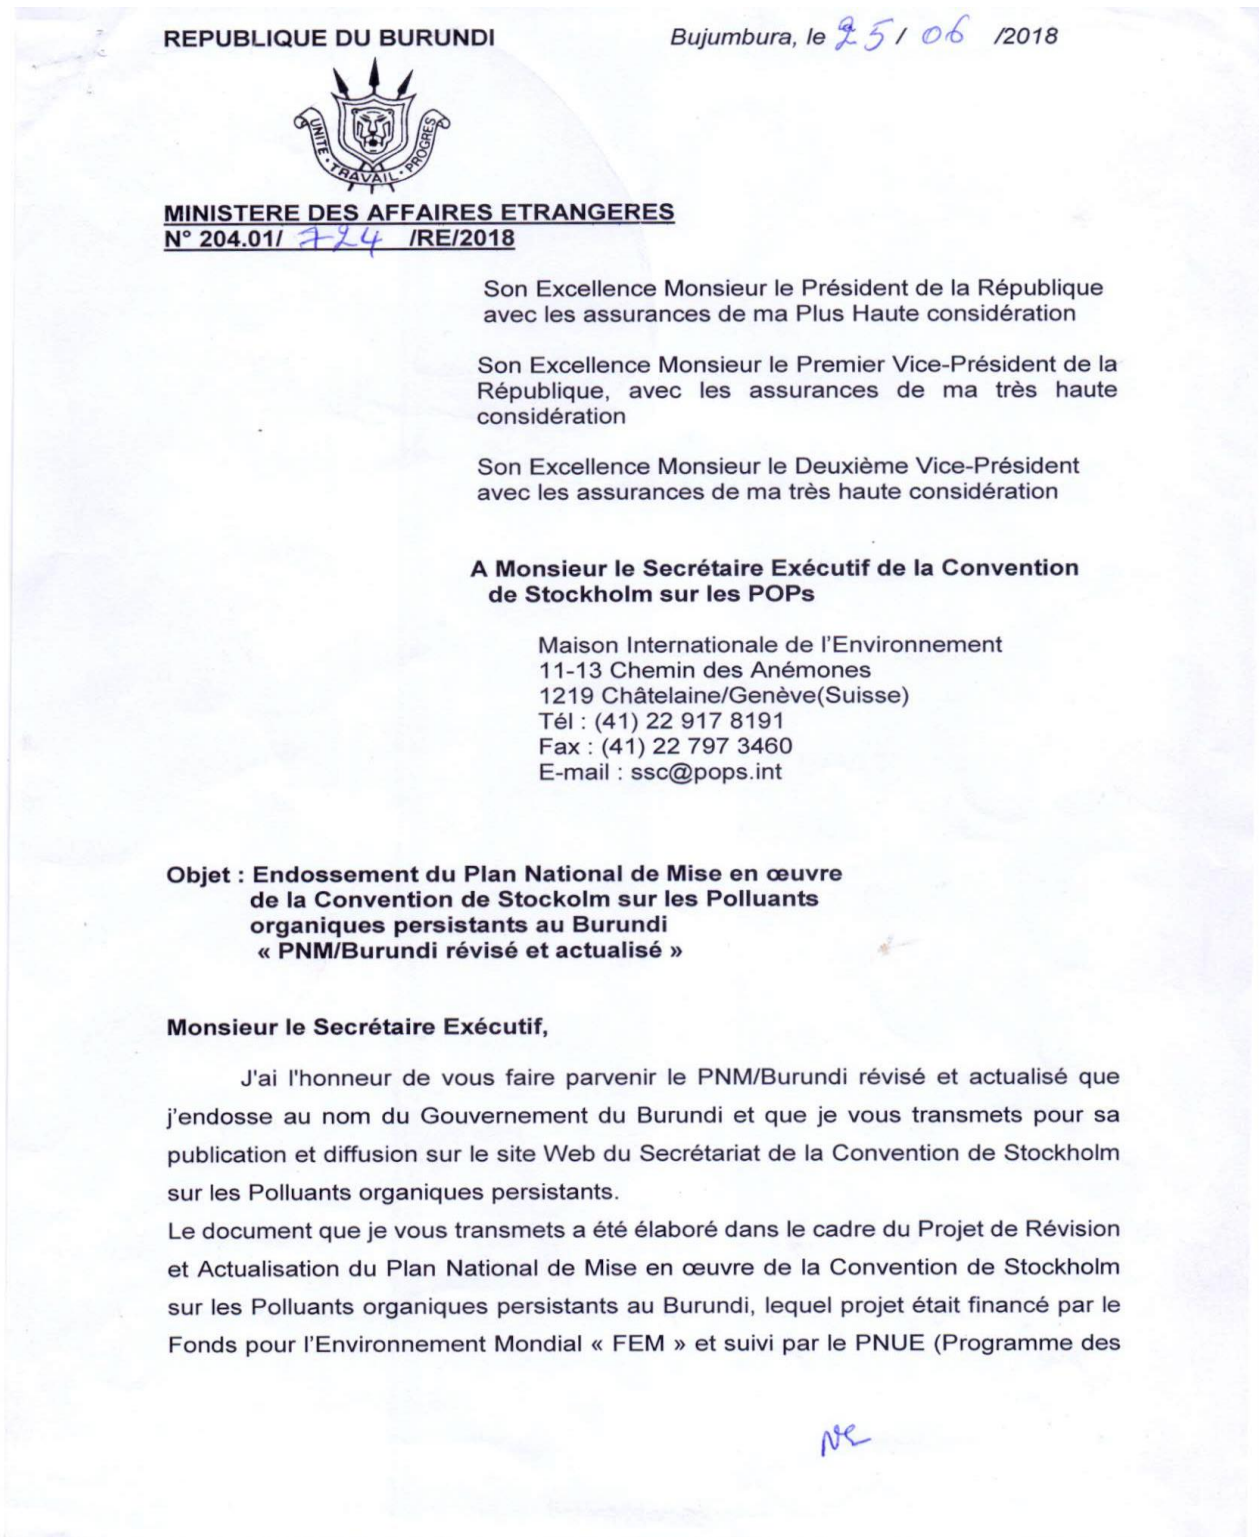 REPUBLIQUE DU BURUNDI
Bujumbura, le 25/ 06 /2018
UNITE • TRAVAIL • PROGRES
MINISTERE DES AFFAIRES ETRANGERES
N° 204.01/ 724 /RE/2018
Son Excellence Monsieur le Président de la République
avec les assurances de ma Plus Haute considération
Son Excellence Monsieur le Premier Vice-Président de la
République, avec les assurances de ma très haute
considération
Son Excellence Monsieur le Deuxième Vice-Président
avec les assurances de ma très haute considération
A Monsieur le Secrétaire Exécutif de la Convention
de Stockholm sur les POPs
Maison Internationale de l'Environnement
11-13 Chemin des Anémones
1219 Châtelaine/Genève(Suisse)
Tél : (41) 22 917 8191
Fax : (41) 22 797 3460
E-mail : ssc@pops.int
Objet : Endossement du Plan National de Mise en œuvre
de la Convention de Stockolm sur les Polluants
organiques persistants au Burundi
« PNM/Burundi révisé et actualisé »
Monsieur le Secrétaire Exécutif,
J'ai l'honneur de vous faire parvenir le PNM/Burundi révisé et actualisé que
j'endosse au nom du Gouvernement du Burundi et que je vous transmets pour sa
publication et diffusion sur le site Web du Secrétariat de la Convention de Stockholm
sur les Polluants organiques persistants.
Le document que je vous transmets a été élaboré dans le cadre du Projet de Révision
et Actualisation du Plan National de Mise en œuvre de la Convention de Stockholm
sur les Polluants organiques persistants au Burundi, lequel projet était financé par le
Fonds pour l'Environnement Mondial « FEM » et suivi par le PNUE (Programme des